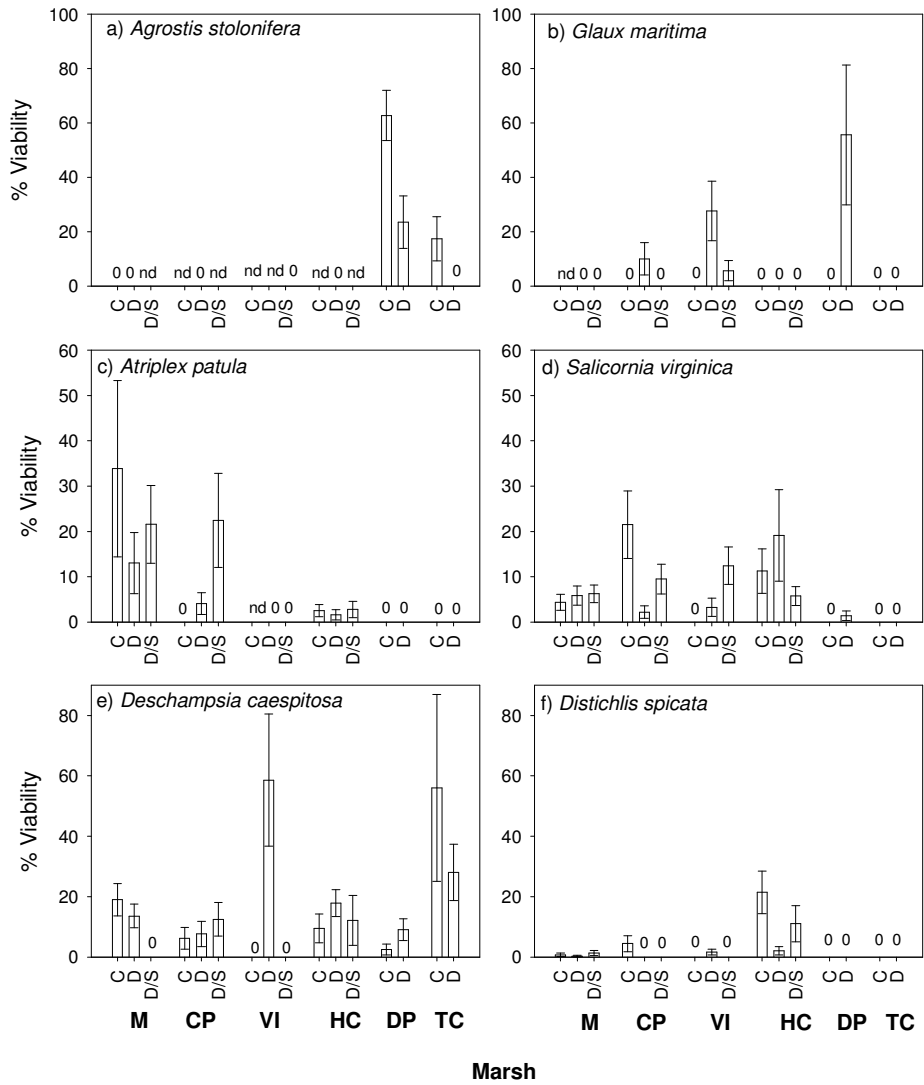 a) Agrostis stolonifera
100
80
60
40
20
0
% Viability
0 0 nd nd 0 nd nd nd 0 nd 0 nd 0
C D D/S C D D/S C D D/S C D D/S C D C D
b) Glaux maritima
100
80
60
40
20
0
nd 0 0 0 0 0 0 0 0 0 0 0
C D D/S C D D/S C D D/S C D D/S C D C D
c) Atriplex patula
60
50
40
30
20
10
0
% Viability
0 nd 0 0 0 0 0 0
C D D/S C D D/S C D D/S C D D/S C D C D
d) Salicornia virginica
60
50
40
30
20
10
0
0 0 0 0
C D D/S C D D/S C D D/S C D D/S C D C D
e) Deschampsia caespitosa
80
60
40
20
0
% Viability
0 0 0
C D D/S C D D/S C D D/S C D D/S C D C D
M CP VI HC DP TC
f) Distichlis spicata
80
60
40
20
0
0 0 0 0 0 0 0 0
C D D/S C D D/S C D D/S C D D/S C D C D
M CP VI HC DP TC
Marsh